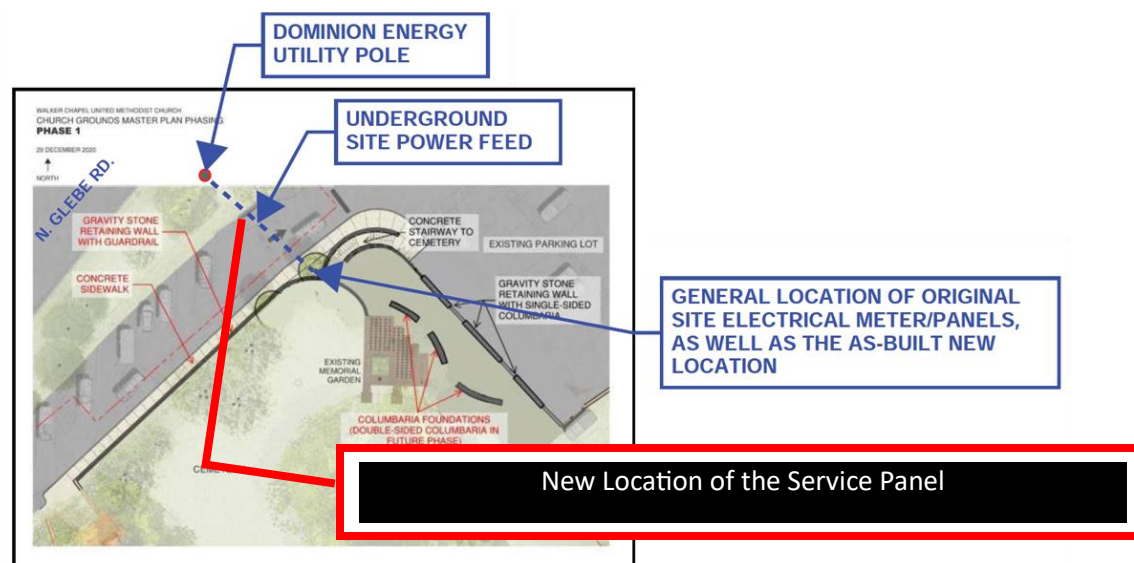 DOMINION ENERGY
UTILITY POLE
WALKER CHAPEL UNITED METHODIST CHURCH
CHURCH GROUNDS MASTER PLAN PHASING
PHASE 1
29 DECEMBER 2020
NORTH
N. GLEBE RD.
UNDERGROUND
SITE POWER FEED
GRAVITY STONE
RETAINING WALL
WITH GUARDRAIL
CONCRETE
STAIRWAY TO
CEMETERY
EXISTING PARKING LOT
CONCRETE
SIDEWALK
GRAVITY STONE
RETAINING WALL
WITH SINGLE-SIDED
COLUMBARIA
GENERAL LOCATION OF ORIGINAL
SITE ELECTRICAL METER/PANELS,
AS WELL AS THE AS-BUILT NEW
LOCATION
EXISTING
MEMORIAL
GARDEN
COLUMBARIA FOUNDATIONS
(DOUBLE-SIDED COLUMBARIA IN
FUTURE PHASE)
New Location of the Service Panel